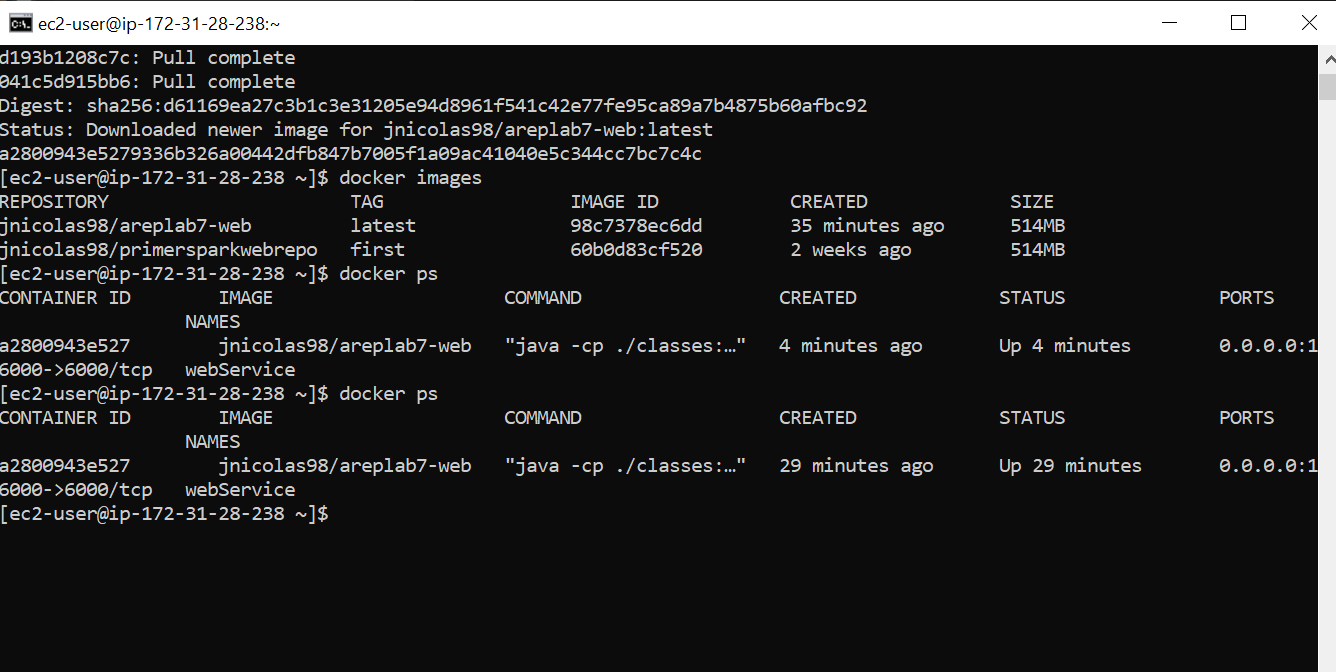 ec2-user@ip-172-31-28-238:~
d193b1208c7c: Pull complete
041c5d915bb6: Pull complete
Digest: sha256:d61169ea27c3b1c3e31205e94d8961f541c42e77fe95ca89a7b4875b60afbc92
Status: Downloaded newer image for jnicolas98/areplab7-web:latest
a2800943e5279336b326a00442dfb847b7005f1a09ac41040e5c344cc7bc7c4c
[ec2-user@ip-172-31-28-238 ~]$ docker images
REPOSITORY TAG IMAGE ID CREATED SIZE
jnicolas98/areplab7-web latest 98c7378ec6dd 35 minutes ago 514MB
jnicolas98/primersparkwebrepo first 60b0d83cf520 2 weeks ago 514MB
[ec2-user@ip-172-31-28-238 ~]$ docker ps
CONTAINER ID IMAGE COMMAND CREATED STATUS PORTS
NAMES
a2800943e527 jnicolas98/areplab7-web "java -cp ./classes:…" 4 minutes ago Up 4 minutes 0.0.0.0:1
6000->6000/tcp webService
[ec2-user@ip-172-31-28-238 ~]$ docker ps
CONTAINER ID IMAGE COMMAND CREATED STATUS PORTS
NAMES
a2800943e527 jnicolas98/areplab7-web "java -cp ./classes:…" 29 minutes ago Up 29 minutes 0.0.0.0:1
6000->6000/tcp webService
[ec2-user@ip-172-31-28-238 ~]$